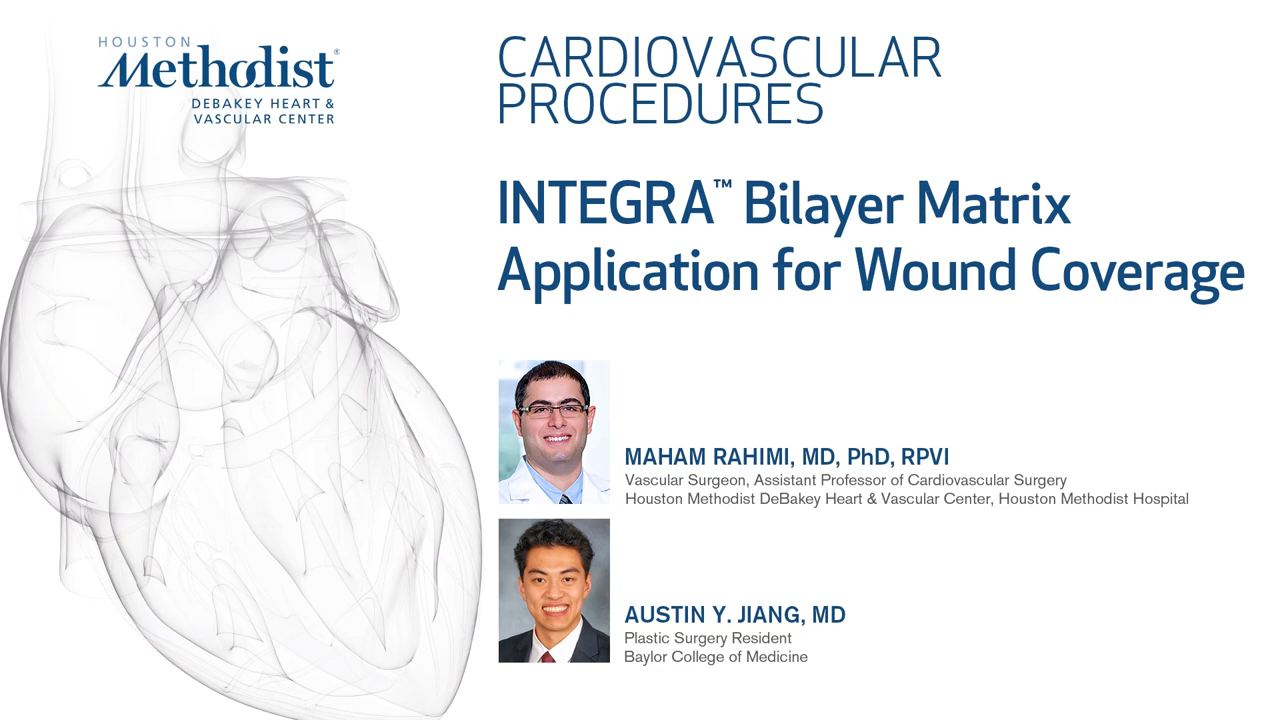 HOUSTON
Methodist®
DEBAKEY HEART &
VASCULAR CENTER
CARDIOVASCULAR
PROCEDURES
INTEGRA™ Bilayer Matrix
Application for Wound Coverage
MAHAM RAHIMI, MD, PhD, RPVI
Vascular Surgeon, Assistant Professor of Cardiovascular Surgery
Houston Methodist DeBakey Heart & Vascular Center, Houston Methodist Hospital
AUSTIN Y. JIANG, MD
Plastic Surgery Resident
Baylor College of Medicine